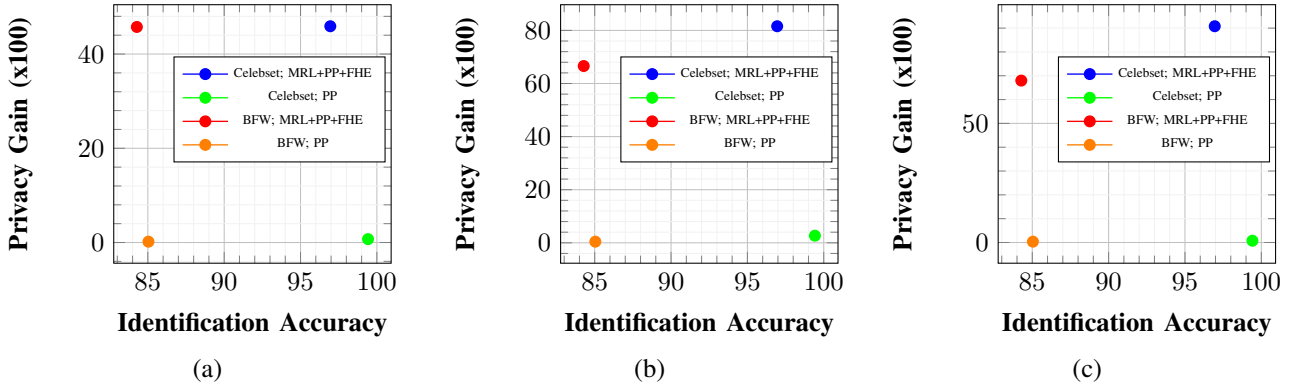 Privacy Gain (x100)
40
20
0
Celebset; MRL+PP+FHE
Celebset; PP
BFW; MRL+PP+FHE
BFW; PP
85 90 95 100
Identification Accuracy
(a)
Privacy Gain (x100)
80
60
40
20
0
Celebset; MRL+PP+FHE
Celebset; PP
BFW; MRL+PP+FHE
BFW; PP
85 90 95 100
Identification Accuracy
(b)
Privacy Gain (x100)
50
0
Celebset; MRL+PP+FHE
Celebset; PP
BFW; MRL+PP+FHE
BFW; PP
85 90 95 100
Identification Accuracy
(c)